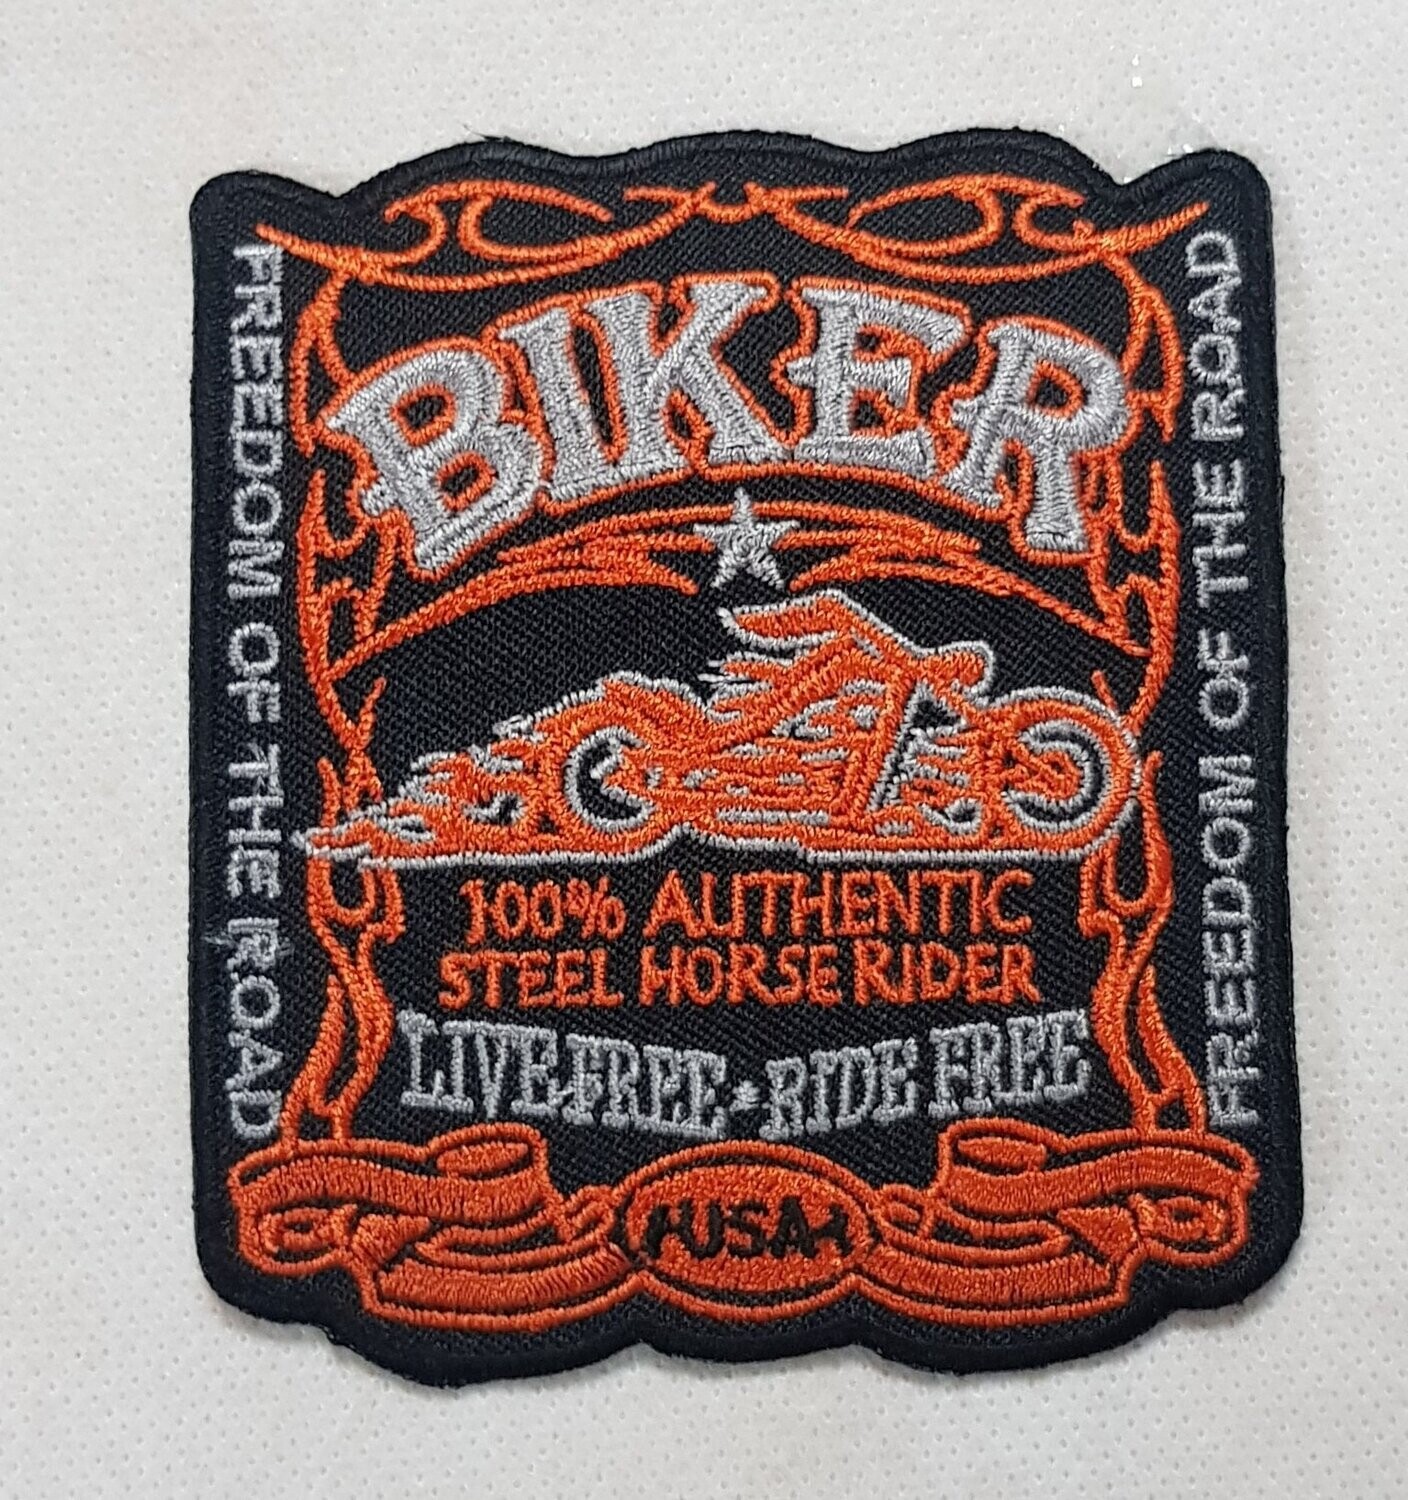 BIKER
FREEDOM OF THE ROAD
FREEDOM OF THE ROAD
100% AUTHENTIC
STEEL HORSE RIDER
LIVE FREE • RIDE FREE
USA